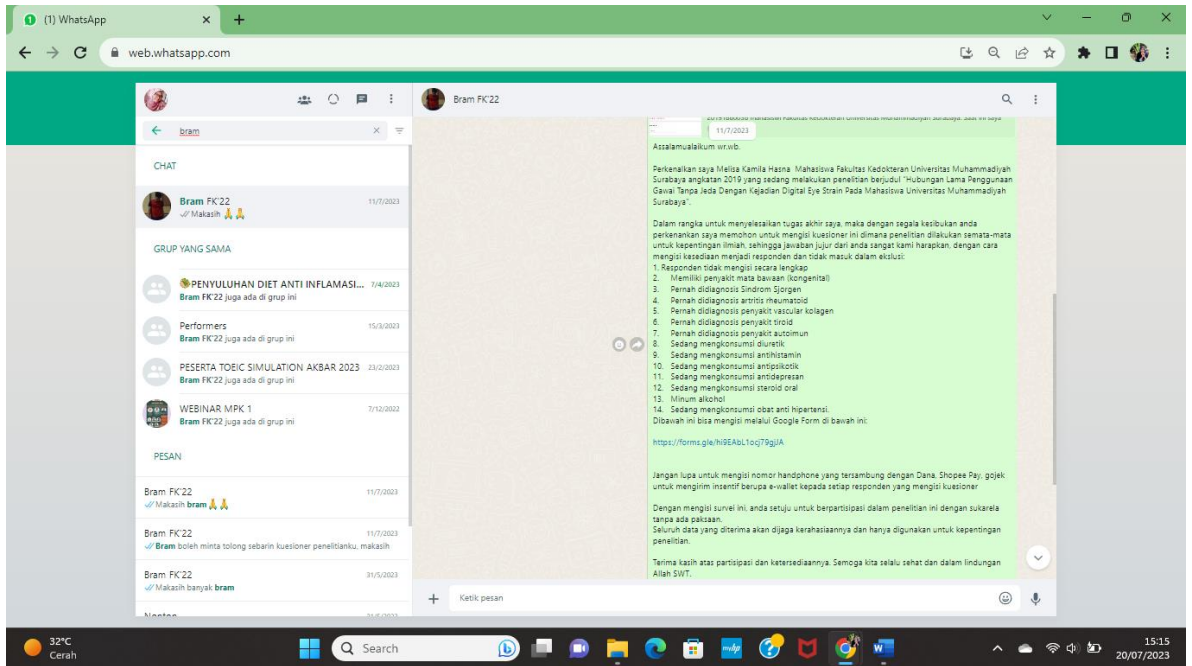 (1) WhatsApp
web.whatsapp.com
bram
CHAT
Bram FK'22 11/7/2023
Makasih 🙏🙏
GRUP YANG SAMA
PENYULUHAN DIET ANTI INFLAMASI... 7/4/2023
Bram FK'22 juga ada di grup ini
Performers 15/3/2023
Bram FK'22 juga ada di grup ini
PESERTA TOEIC SIMULATION AKBAR 2023 23/2/2023
Bram FK'22 juga ada di grup ini
WEBINAR MPK 1 7/12/2022
Bram FK'22 juga ada di grup ini
PESAN
Bram FK'22 11/7/2023
Makasih bram 🙏🙏
Bram FK'22 11/7/2023
Bram boleh minta tolong sebarin kuesioner penelitianku, makasih
Bram FK'22 31/5/2023
Makasih banyak bram
Bram FK'22
11/7/2023
Assalamualaikum wr.wb.
Perkenalkan saya Melisa Kamila Hasna Mahasiswa Fakultas Kedokteran Universitas Muhammadiyah
Surabaya angkatan 2019 yang sedang melakukan penelitian berjudul "Hubungan Lama Penggunaan
Gawai Tanpa Jeda Dengan Kejadian Digital Eye Strain Pada Mahasiswa Universitas Muhammadiyah
Surabaya".
Dalam rangka untuk menyelesaikan tugas akhir saya, maka dengan segala kesibukan anda
perkenankan saya memohon untuk mengisi kuesioner ini dimana penelitian dilakukan semata-mata
untuk kepentingan ilmiah, sehingga jawaban jujur dari anda sangat kami harapkan, dengan cara
mengisi kesediaan menjadi responden dan tidak masuk dalam ekslusi:
1. Responden tidak mengisi secara lengkap
2. Memiliki penyakit mata bawaan (kongenital)
3. Pernah didiagnosis Sindrom Sjorgen
4. Pernah didiagnosis artritis rheumatoid
5. Pernah didiagnosis penyakit vascular kolagen
6. Pernah didiagnosis penyakit tiroid
7. Pernah didiagnosis penyakit autoimun
8. Sedang mengkonsumsi diuretik
9. Sedang mengkonsumsi antihistamin
10. Sedang mengkonsumsi antipsikotik
11. Sedang mengkonsumsi antidepresan
12. Sedang mengkonsumsi steroid oral
13. Minum alkohol
14. Sedang mengkonsumsi obat anti hipertensi.
Dibawah ini bisa mengisi melalui Google Form di bawah ini:
https://forms.gle/hi9EAbL1ocj79gjJA
Jangan lupa untuk mengisi nomor handphone yang tersambung dengan Dana, Shopee Pay, gojek
untuk mengirim insentif berupa e-wallet kepada setiap responden yang mengisi kuesioner
Dengan mengisi survei ini, anda setuju untuk berpartisipasi dalam penelitian ini dengan sukarela
tanpa ada paksaan.
Seluruh data yang diterima akan dijaga kerahasiaannya dan hanya digunakan untuk kepentingan
penelitian.
Terima kasih atas partisipasi dan ketersediaannya. Semoga kita selalu sehat dan dalam lindungan
Allah SWT.
Ketik pesan
32°C
Cerah
Search
15:15
20/07/2023